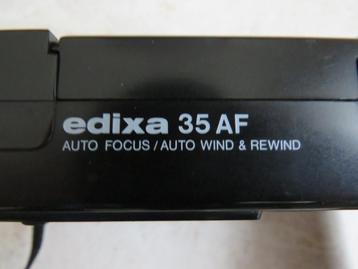 edixa 35 AF
AUTO FOCUS / AUTO WIND & REWIND